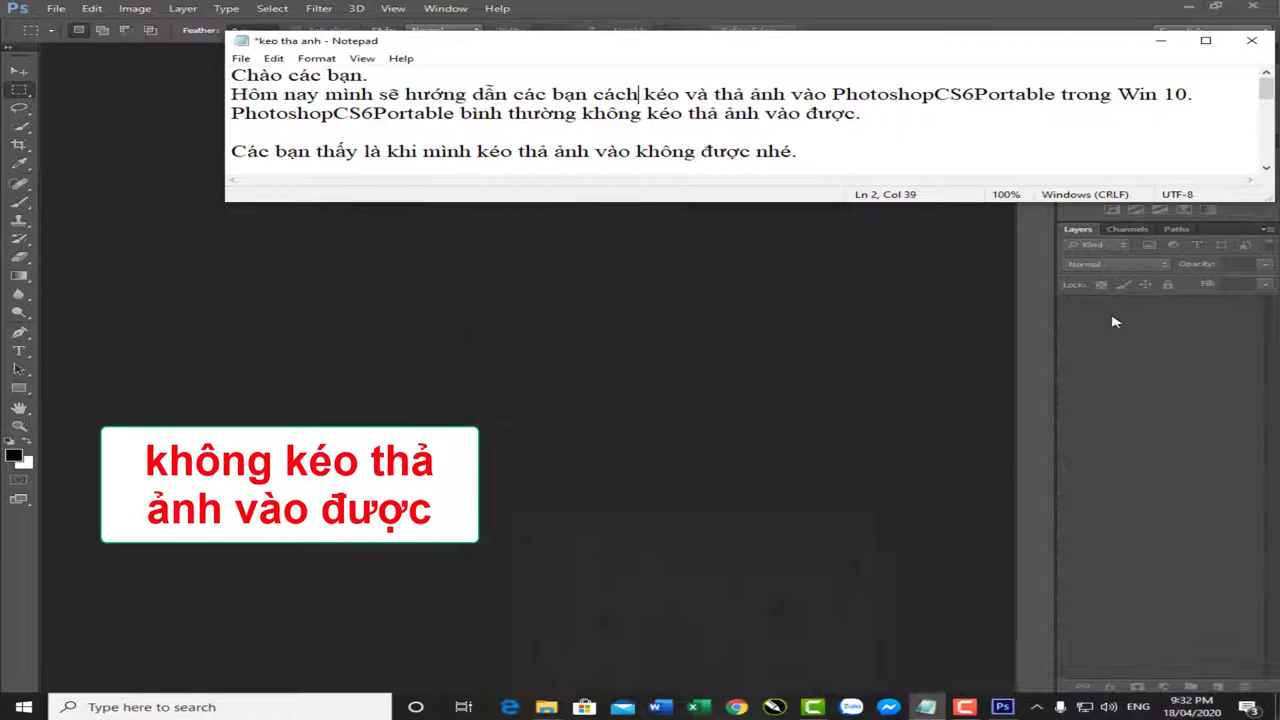 Ps File Edit Image Layer Type Select Filter 3D View Window Help
Feather:
*keo tha anh - Notepad
File Edit Format View Help
Chào các bạn.
Hôm nay mình sẽ hướng dẫn các bạn cách kéo và thả ảnh vào PhotoshopCS6Portable trong Win 10.
PhotoshopCS6Portable bình thường không kéo thả ảnh vào được.
Các bạn thấy là khi mình kéo thả ảnh vào không được nhé.
Ln 2, Col 39 100% Windows (CRLF) UTF-8
Layers Channels Paths
Kind
Normal Opacity:
Lock: Fill:
không kéo thả
ảnh vào được
Type here to search
Zalo
ENG
9:32 PM
18/04/2020
3
Ps